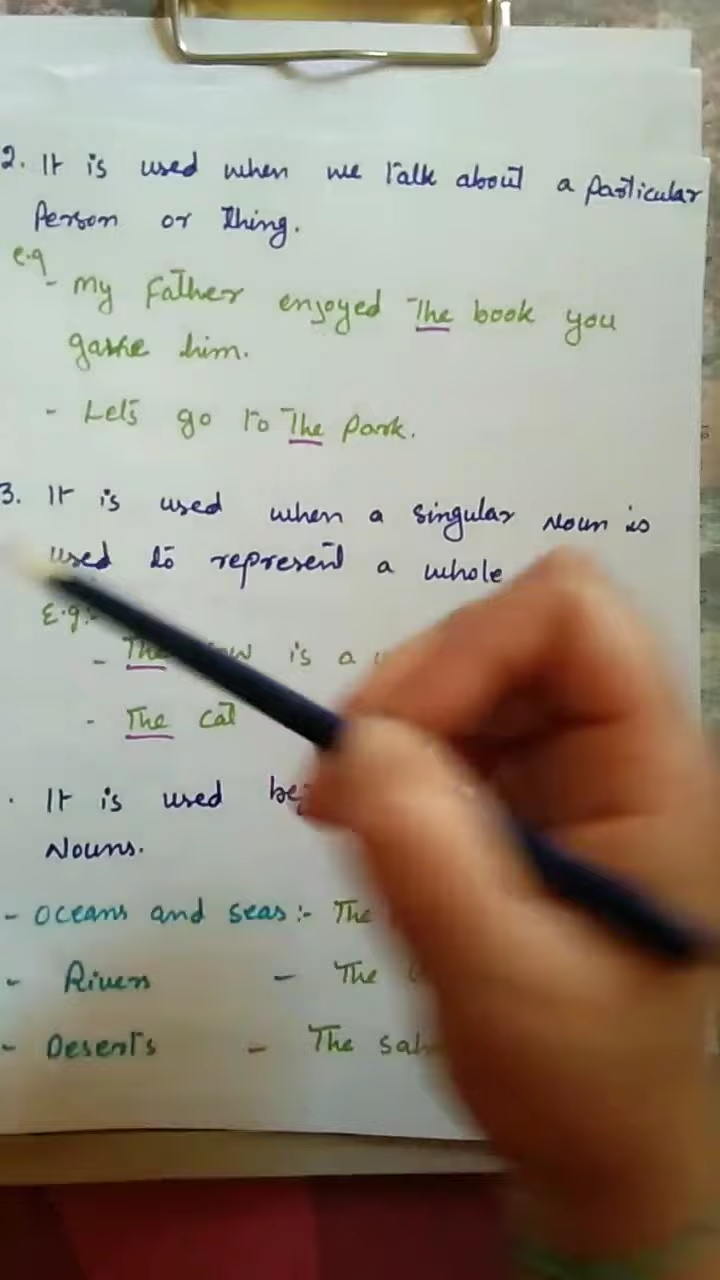 2. It is used when we Talk about a Particular
Person or Thing.
e.g
- My Father enjoyed The book you
gave him.
- Let's go to The Park.
3. It is used when a singular Noun is
used to represent a whole
E.g:-
- The is a
- The cat
. It is used
Nouns.
- Oceans and seas:- The
- Rivers - The
- Deserts - The